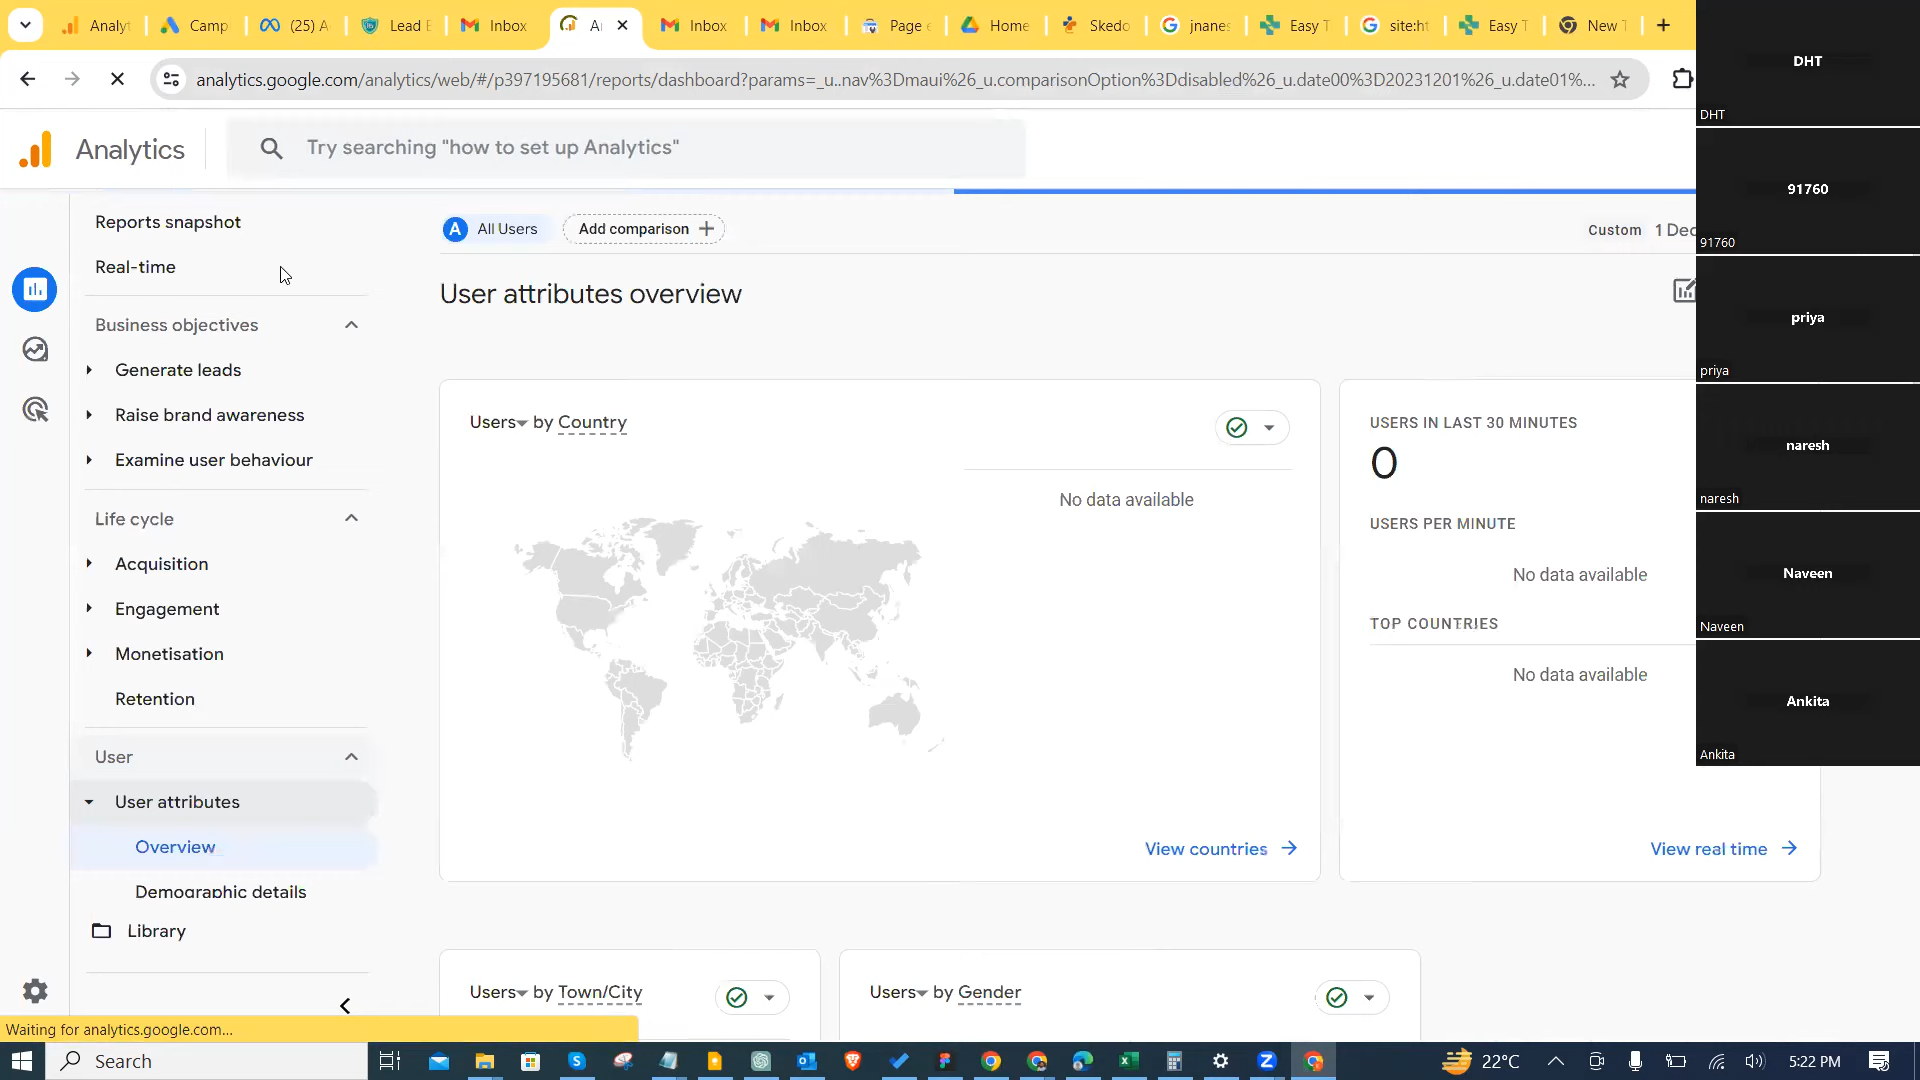 Analyt
Camp
(25) A
Lead E
Inbox
A
Inbox
Inbox
Page e
Home
Skedo
jnanes
Easy T
site:ht
Easy T
New T
analytics.google.com/analytics/web/#/p397195681/reports/dashboard?params=_u..nav%3Dmaui%26_u.comparisonOption%3Ddisabled%26_u.date00%3D20231201%26_u.date01%...
Analytics
Try searching "how to set up Analytics"
Reports snapshot
Real-time
Business objectives
Generate leads
Raise brand awareness
Examine user behaviour
Life cycle
Acquisition
Engagement
Monetisation
Retention
User
User attributes
Overview
Demographic details
Library
A All Users
Add comparison +
Custom 1 Dec
User attributes overview
Users by Country
No data available
View countries
USERS IN LAST 30 MINUTES
0
USERS PER MINUTE
No data available
TOP COUNTRIES
No data available
View real time
Users by Town/City
Users by Gender
DHT
DHT
91760
91760
priya
priya
naresh
naresh
Naveen
Naveen
Ankita
Ankita
Waiting for analytics.google.com...
Search
22°C
5:22 PM